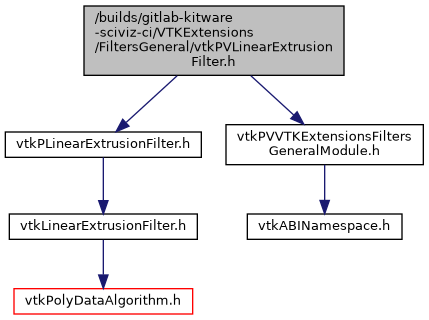 /builds/gitlab-kitware
-sciviz-ci/VTKExtensions
/FiltersGeneral/vtkPVLinearExtrusion
Filter.h
vtkPLinearExtrusionFilter.h
vtkPVVTKExtensionsFilters
GeneralModule.h
vtkLinearExtrusionFilter.h
vtkABINamespace.h
vtkPolyDataAlgorithm.h